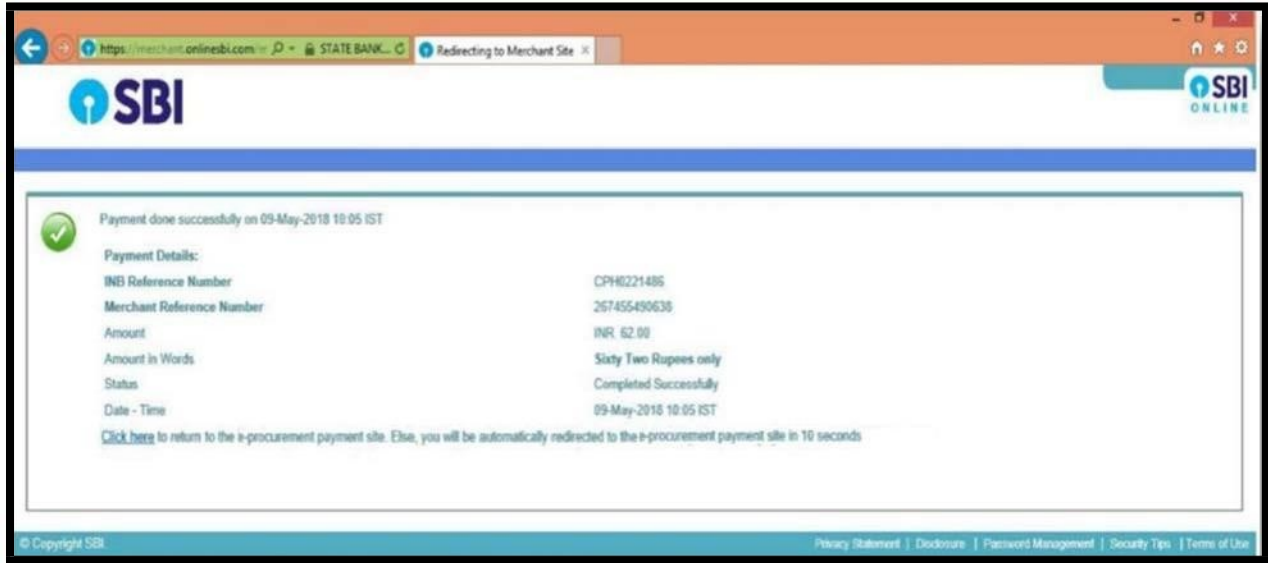 https://merchant.onlinesbi.com
STATE BANK...
Redirecting to Merchant Site
SBI
SBI
ONLINE
Payment done successfully on 09-May-2018 10:05 IST
Payment Details:
INB Reference Number CPH0221486
Merchant Reference Number 267455490638
Amount INR. 62.00
Amount in Words Sixty Two Rupees only
Status Completed Successfully
Date - Time 09-May-2018 10:05 IST
Click here to return to the e-procurement payment site. Else, you will be automatically redirected to the e-procurement payment site in 10 seconds
© Copyright SBI. Privacy Statement | Disclosure | Password Management | Security Tips | Terms of Use